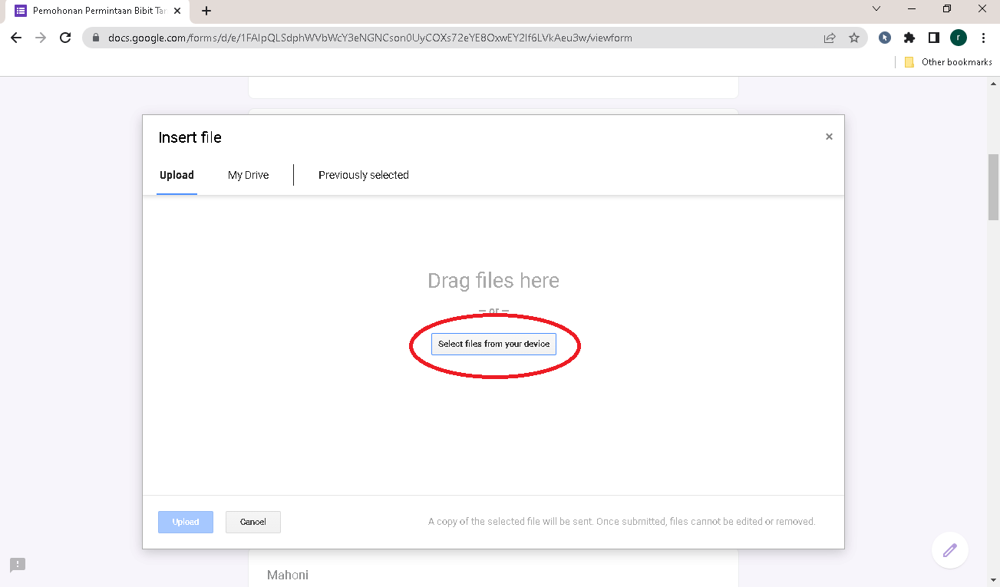 Pemohonan Permintaan Bibit Tan
docs.google.com/forms/d/e/1FAIpQLSdphWVbWcY3eNGNCson0UyCOXs72eYE8OxwEY2If6LVkAeu3w/viewform
r
Other bookmarks
Insert file
Upload
My Drive
Previously selected
Drag files here
— or —
Select files from your device
Upload
Cancel
A copy of the selected file will be sent. Once submitted, files cannot be edited or removed.
Mahoni